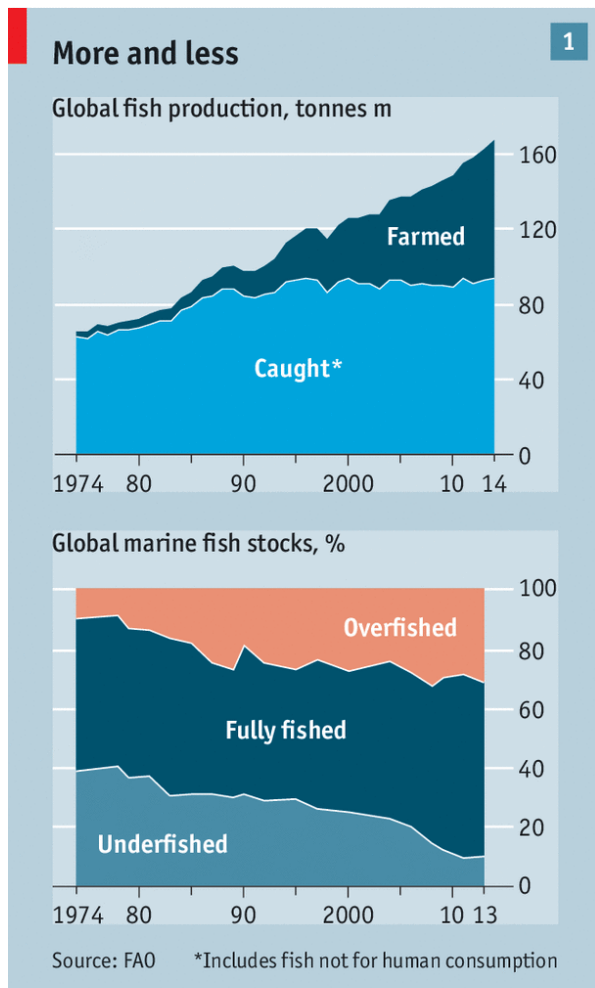 More and less
1
Global fish production, tonnes m
160
Farmed
120
80
Caught*
40
0
1974 80 90 2000 10 14
Global marine fish stocks, %
100
Overfished
80
Fully fished
60
40
Underfished
20
0
1974 80 90 2000 10 13
Source: FAO *Includes fish not for human consumption